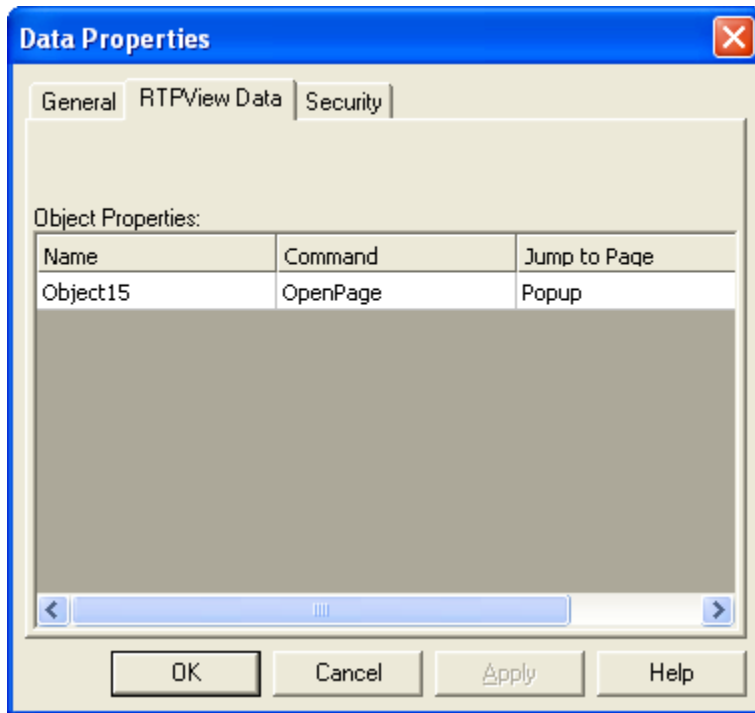 Data Properties
General RTPView Data Security
Object Properties:
Name Command Jump to Page
Object15 OpenPage Popup
OK Cancel Apply Help